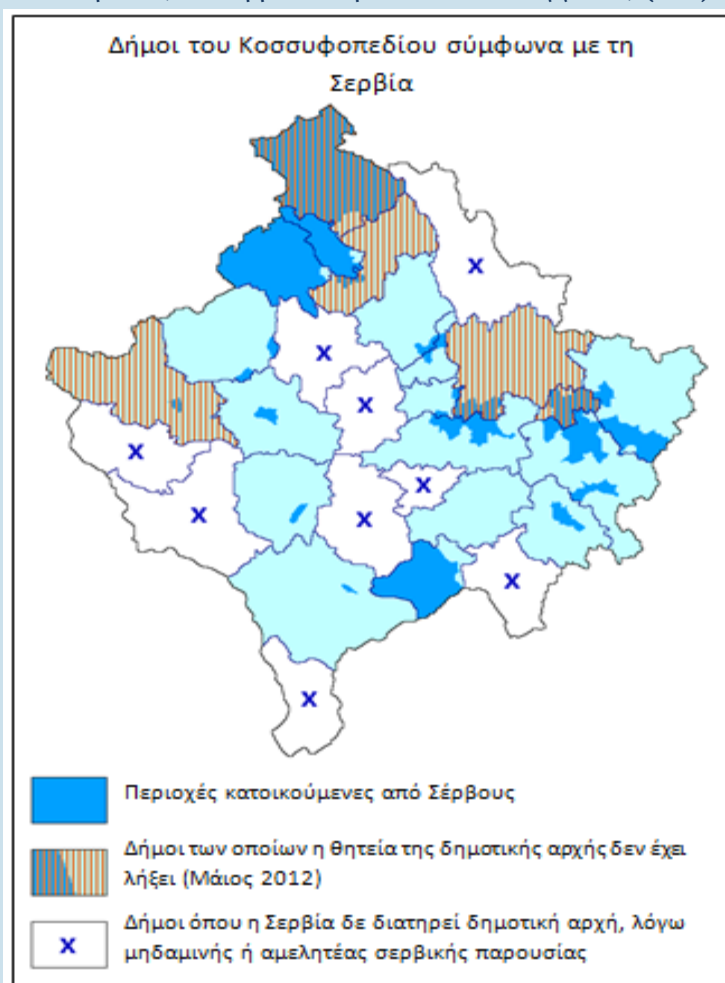 Δήμοι του Κοσσυφοπεδίου σύμφωνα με τη
Σερβία
x
x
x
x
x
x
x
x
x
Περιοχές κατοικούμενες από Σέρβους
Δήμοι των οποίων η θητεία της δημοτικής αρχής δεν έχει
λήξει (Μάιος 2012)
x
Δήμοι όπου η Σερβία δε διατηρεί δημοτική αρχή, λόγω
μηδαμινής ή αμελητέας σερβικής παρουσίας